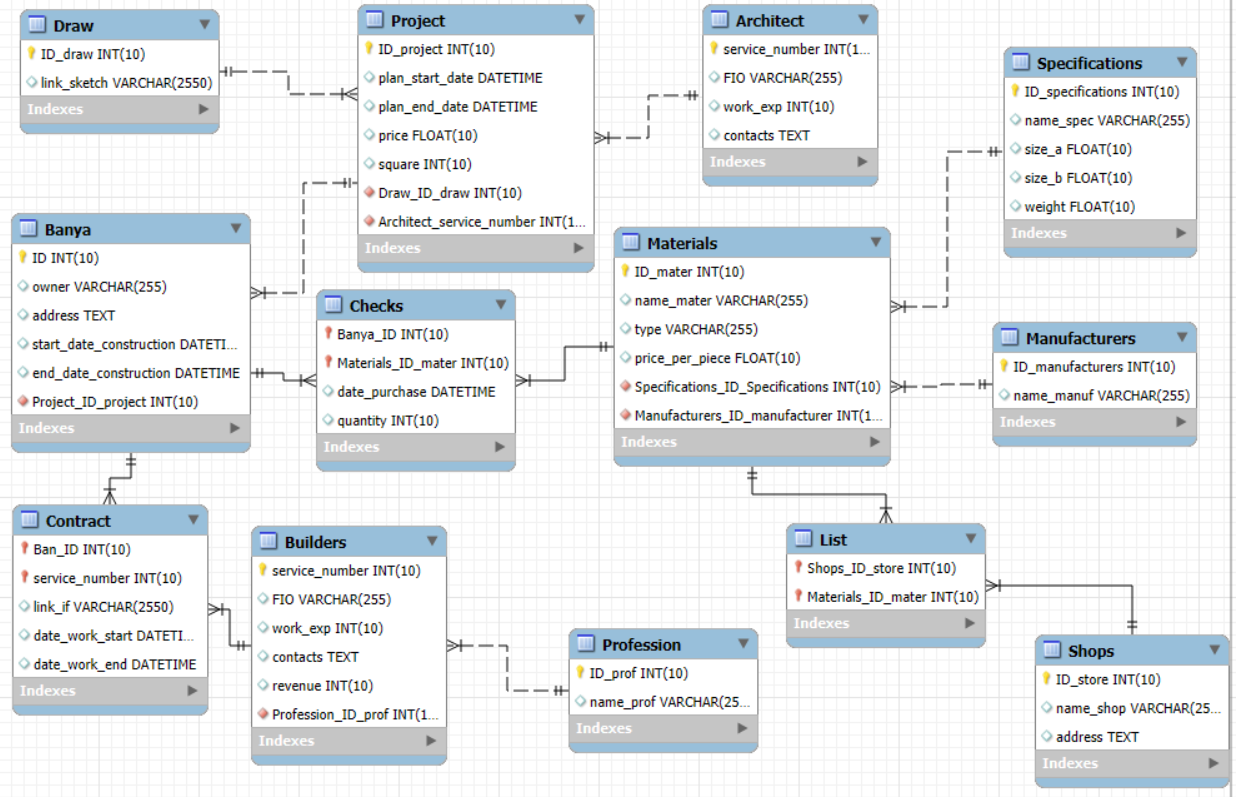 Draw
ID_draw INT(10)
link_sketch VARCHAR(2550)
Indexes
Project
ID_project INT(10)
plan_start_date DATETIME
plan_end_date DATETIME
price FLOAT(10)
square INT(10)
Draw_ID_draw INT(10)
Architect_service_number INT(1...
Indexes
Architect
service_number INT(1...
FIO VARCHAR(255)
work_exp INT(10)
contacts TEXT
Indexes
Specifications
ID_specifications INT(10)
name_spec VARCHAR(255)
size_a FLOAT(10)
size_b FLOAT(10)
weight FLOAT(10)
Indexes
Banya
ID INT(10)
owner VARCHAR(255)
address TEXT
start_date_construction DATETI...
end_date_construction DATETIME
Project_ID_project INT(10)
Indexes
Checks
Banya_ID INT(10)
Materials_ID_mater INT(10)
date_purchase DATETIME
quantity INT(10)
Indexes
Materials
ID_mater INT(10)
name_mater VARCHAR(255)
type VARCHAR(255)
price_per_piece FLOAT(10)
Specifications_ID_Specifications INT(10)
Manufacturers_ID_manufacturer INT(1...
Indexes
Manufacturers
ID_manufacturers INT(10)
name_manuf VARCHAR(255)
Indexes
Contract
Ban_ID INT(10)
service_number INT(10)
link_if VARCHAR(2550)
date_work_start DATETI...
date_work_end DATETIME
Indexes
Builders
service_number INT(10)
FIO VARCHAR(255)
work_exp INT(10)
contacts TEXT
revenue INT(10)
Profession_ID_prof INT(1...
Indexes
Profession
ID_prof INT(10)
name_prof VARCHAR(25...
Indexes
List
Shops_ID_store INT(10)
Materials_ID_mater INT(10)
Indexes
Shops
ID_store INT(10)
name_shop VARCHAR(25...
address TEXT
Indexes